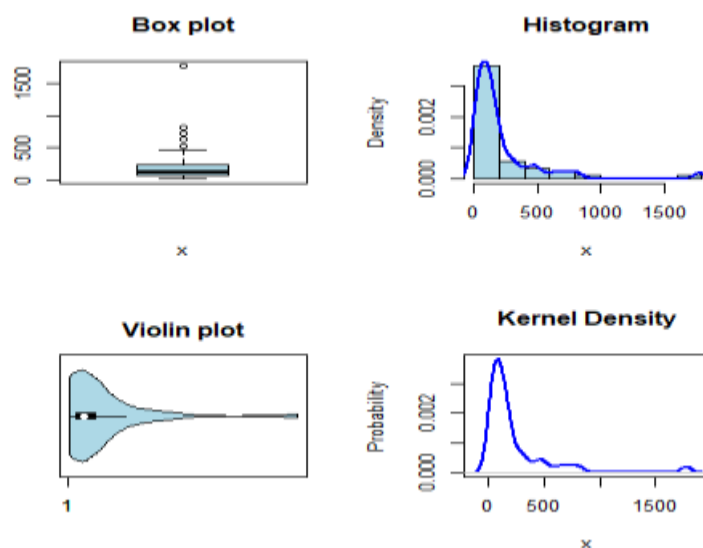 Box plot
1500
500
0
x
Histogram
Density
0.002
0.000
0 500 1000 1500
x
Violin plot
1
Kernel Density
Probability
0.002
0.000
0 500 1500
x